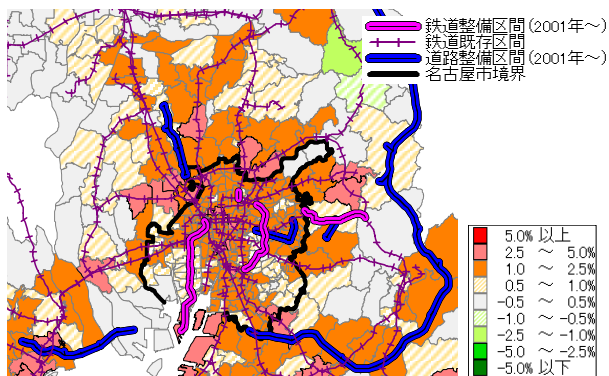 鉄道整備区間(2001年～)
鉄道既存区間
道路整備区間(2001年～)
名古屋市境界
5.0% 以上
2.5 ～ 5.0%
1.0 ～ 2.5%
0.5 ～ 1.0%
-0.5 ～ 0.5%
-1.0 ～ -0.5%
-2.5 ～ -1.0%
-5.0 ～ -2.5%
-5.0% 以下